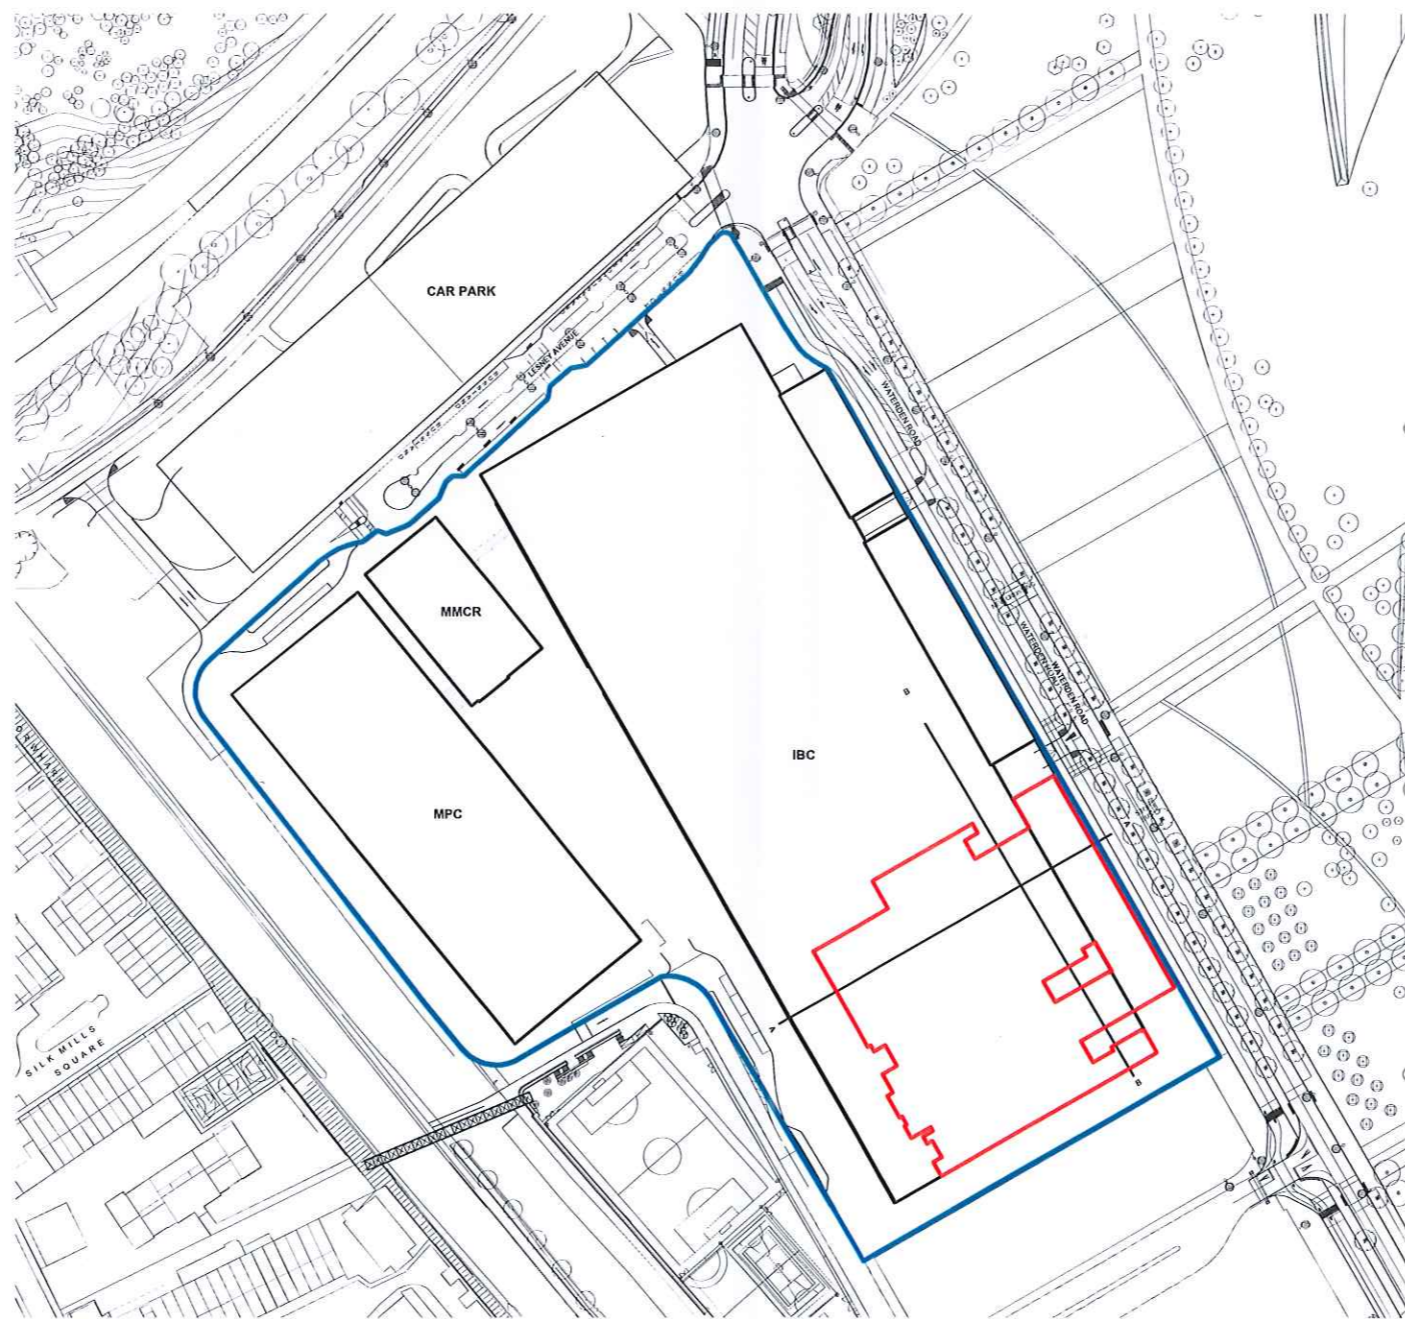 CAR PARK
LESNEY AVENUE
WATERDEN ROAD
MMCR
WATERDEN ROAD
WATERDEN ROAD
B
IBC
MPC
A
A
SILK MILLS
SQUARE
B